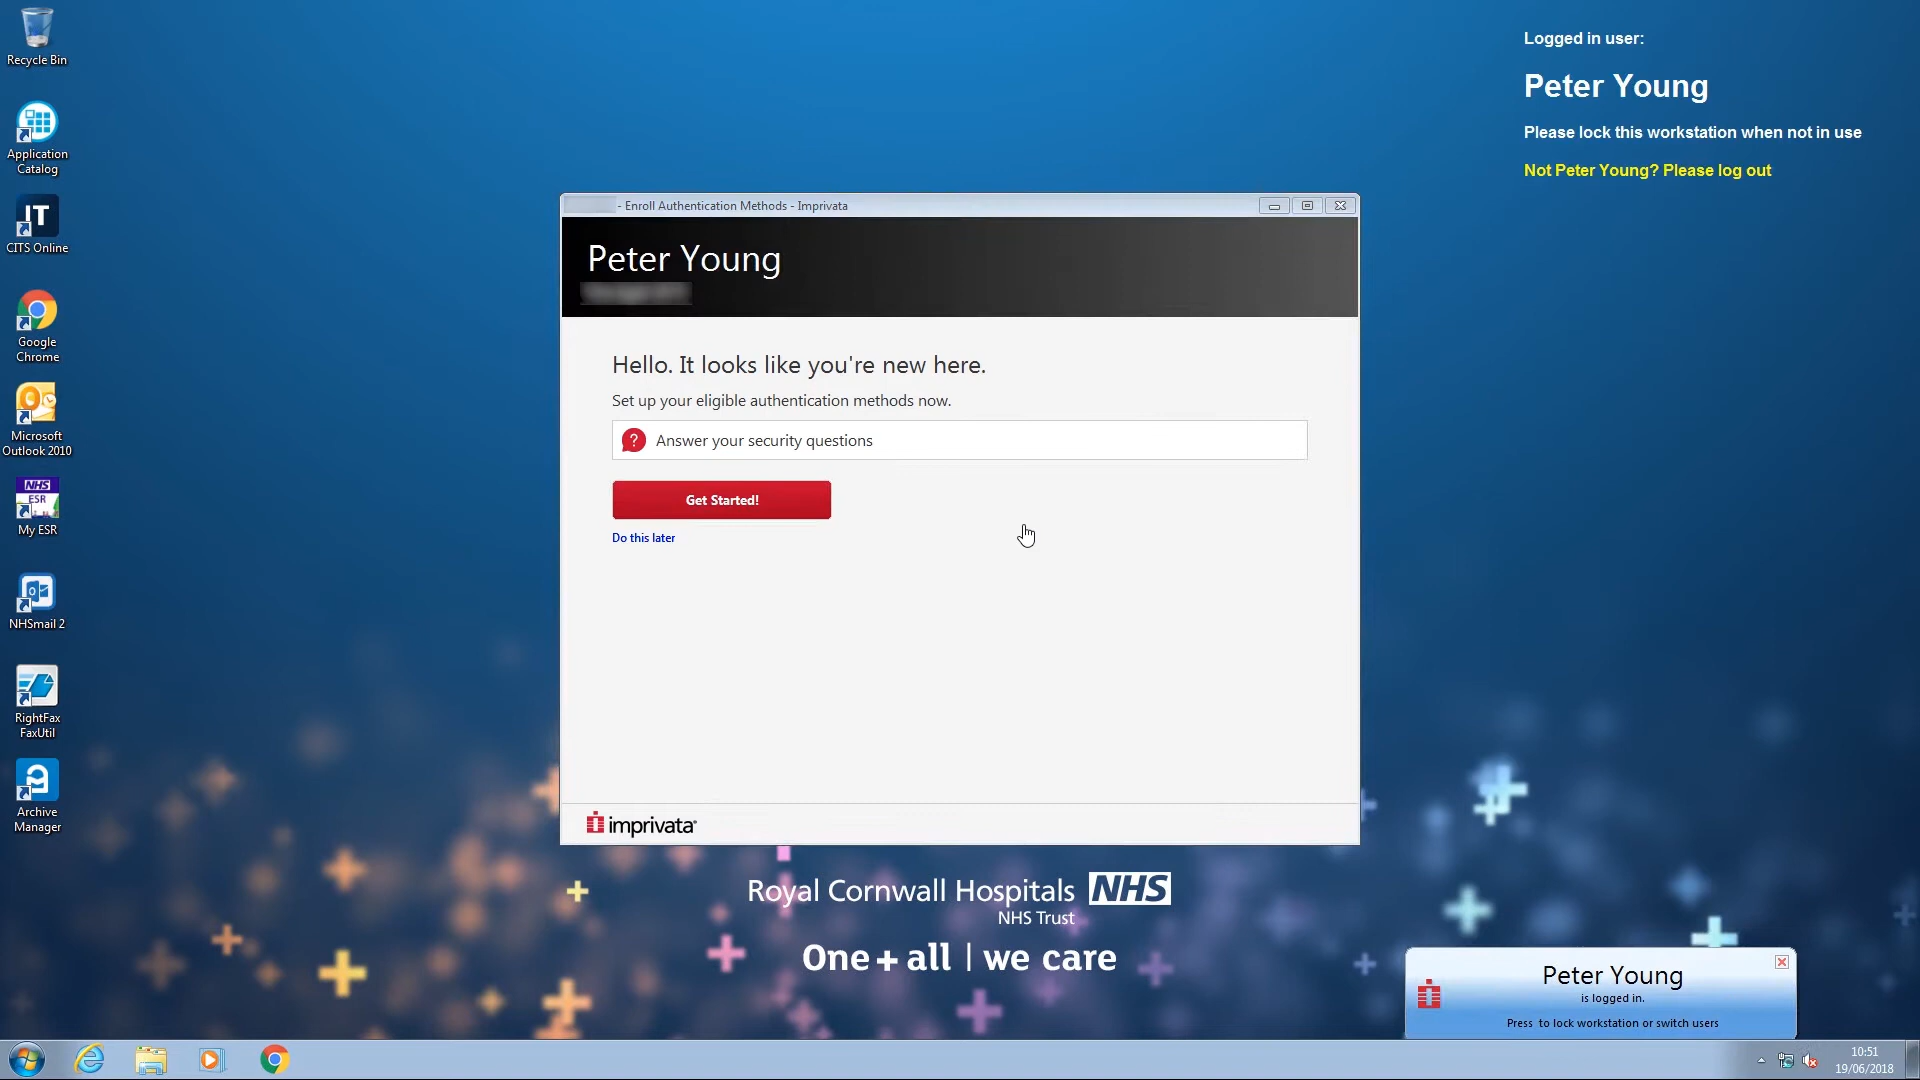 Recycle Bin
Application
Catalog
IT
CITS Online
Google
Chrome
Microsoft
Outlook 2010
NHS
ESR
My ESR
NHSmail 2
RightFax
FaxUtil
Archive
Manager
Logged in user:
Peter Young
Please lock this workstation when not in use
Not Peter Young? Please log out
- Enroll Authentication Methods - Imprivata
Peter Young
Hello. It looks like you're new here.
Set up your eligible authentication methods now.
? Answer your security questions
Get Started!
Do this later
imprivata
Royal Cornwall Hospitals NHS
NHS Trust
One + all | we care
Peter Young
is logged in.
Press to lock workstation or switch users
10:51
19/06/2018